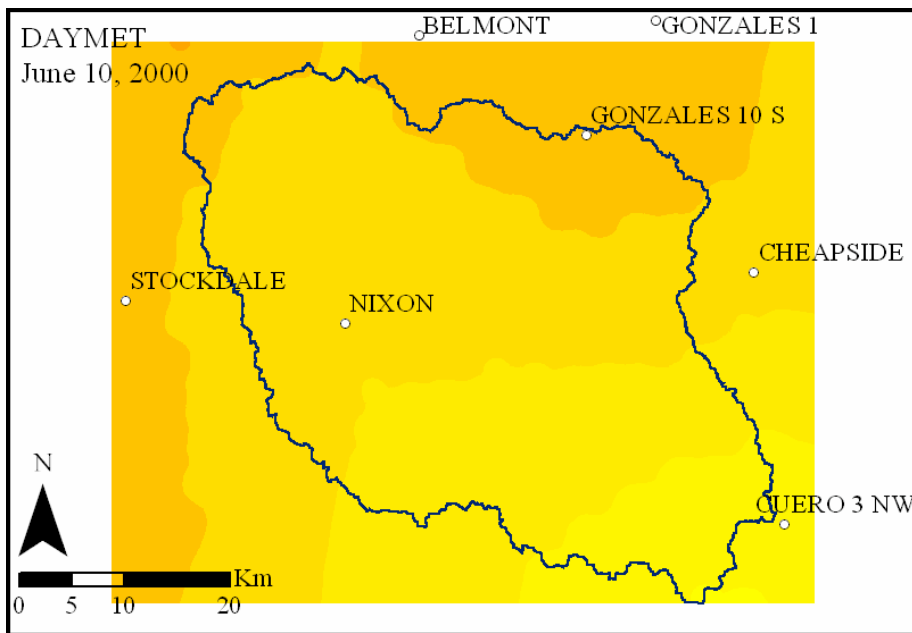 DAYMET
June 10, 2000
BELMONT
GONZALES 1
GONZALES 10 S
CHEAPSIDE
STOCKDALE
NIXON
CUERO 3 NW
N
Km
0 5 10 20